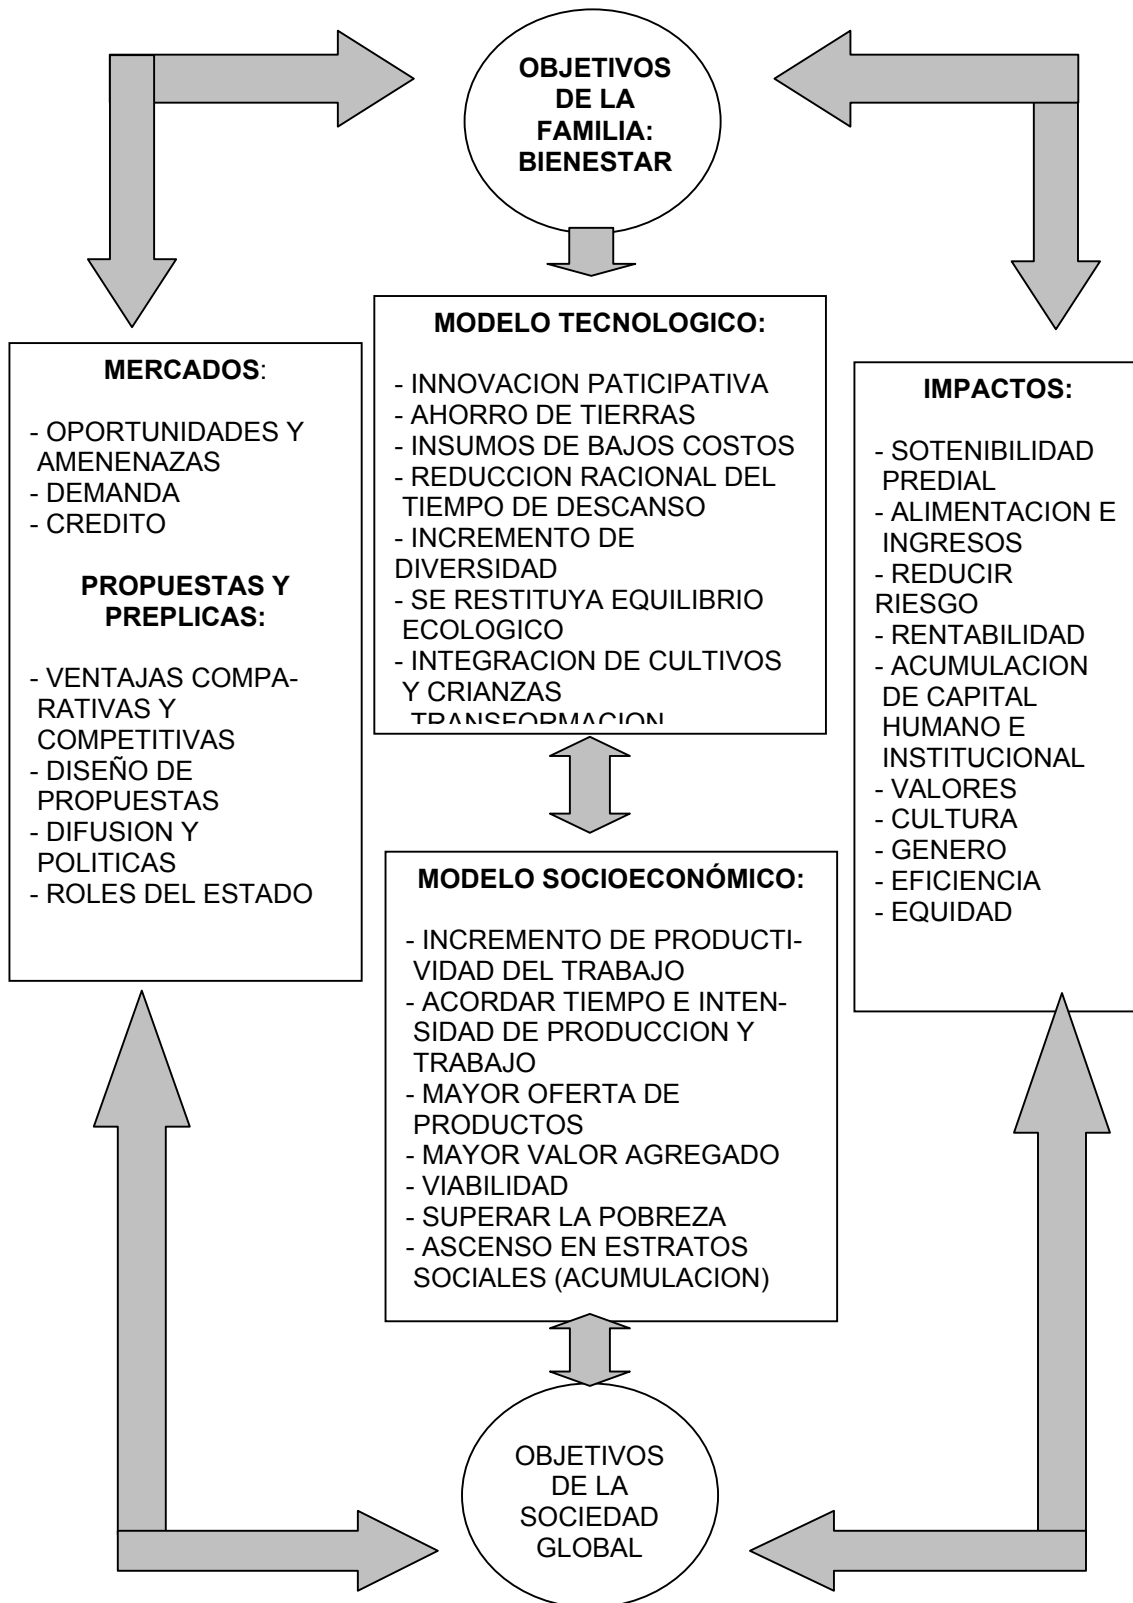 OBJETIVOS
DE LA
FAMILIA:
BIENESTAR
MERCADOS:
- OPORTUNIDADES Y
AMENENAZAS
- DEMANDA
- CREDITO
PROPUESTAS Y
PREPLICAS:
- VENTAJAS COMPA-
RATIVAS Y
COMPETITIVAS
- DISEÑO DE
PROPUESTAS
- DIFUSION Y
POLITICAS
- ROLES DEL ESTADO
MODELO TECNOLOGICO:
- INNOVACION PATICIPATIVA
- AHORRO DE TIERRAS
- INSUMOS DE BAJOS COSTOS
- REDUCCION RACIONAL DEL
TIEMPO DE DESCANSO
- INCREMENTO DE
DIVERSIDAD
- SE RESTITUYA EQUILIBRIO
ECOLOGICO
- INTEGRACION DE CULTIVOS
Y CRIANZAS
TRANSFORMACION
IMPACTOS:
- SOTENIBILIDAD
PREDIAL
- ALIMENTACION E
INGRESOS
- REDUCIR
RIESGO
- RENTABILIDAD
- ACUMULACION
DE CAPITAL
HUMANO E
INSTITUCIONAL
- VALORES
- CULTURA
- GENERO
- EFICIENCIA
- EQUIDAD
MODELO SOCIOECONÓMICO:
- INCREMENTO DE PRODUCTI-
VIDAD DEL TRABAJO
- ACORDAR TIEMPO E INTEN-
SIDAD DE PRODUCCION Y
TRABAJO
- MAYOR OFERTA DE
PRODUCTOS
- MAYOR VALOR AGREGADO
- VIABILIDAD
- SUPERAR LA POBREZA
- ASCENSO EN ESTRATOS
SOCIALES (ACUMULACION)
OBJETIVOS
DE LA
SOCIEDAD
GLOBAL